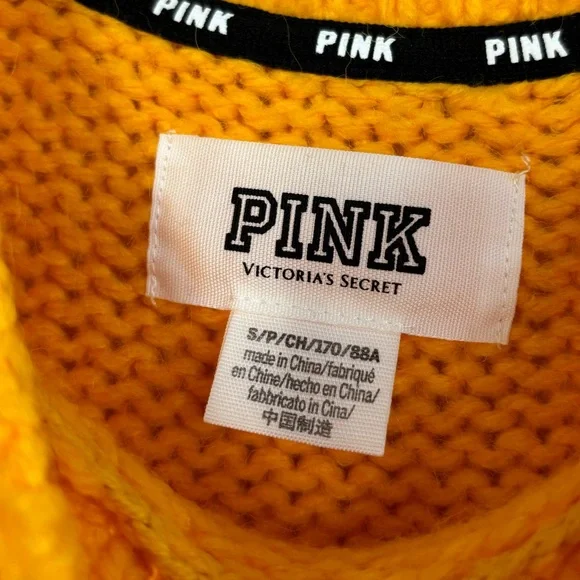 PINK PINK PINK
PINK
VICTORIA'S SECRET
S/P/CH/170/88A
made in China/fabriqué
en Chine/hecho en China/
fabbricato in Cina/
中国制造